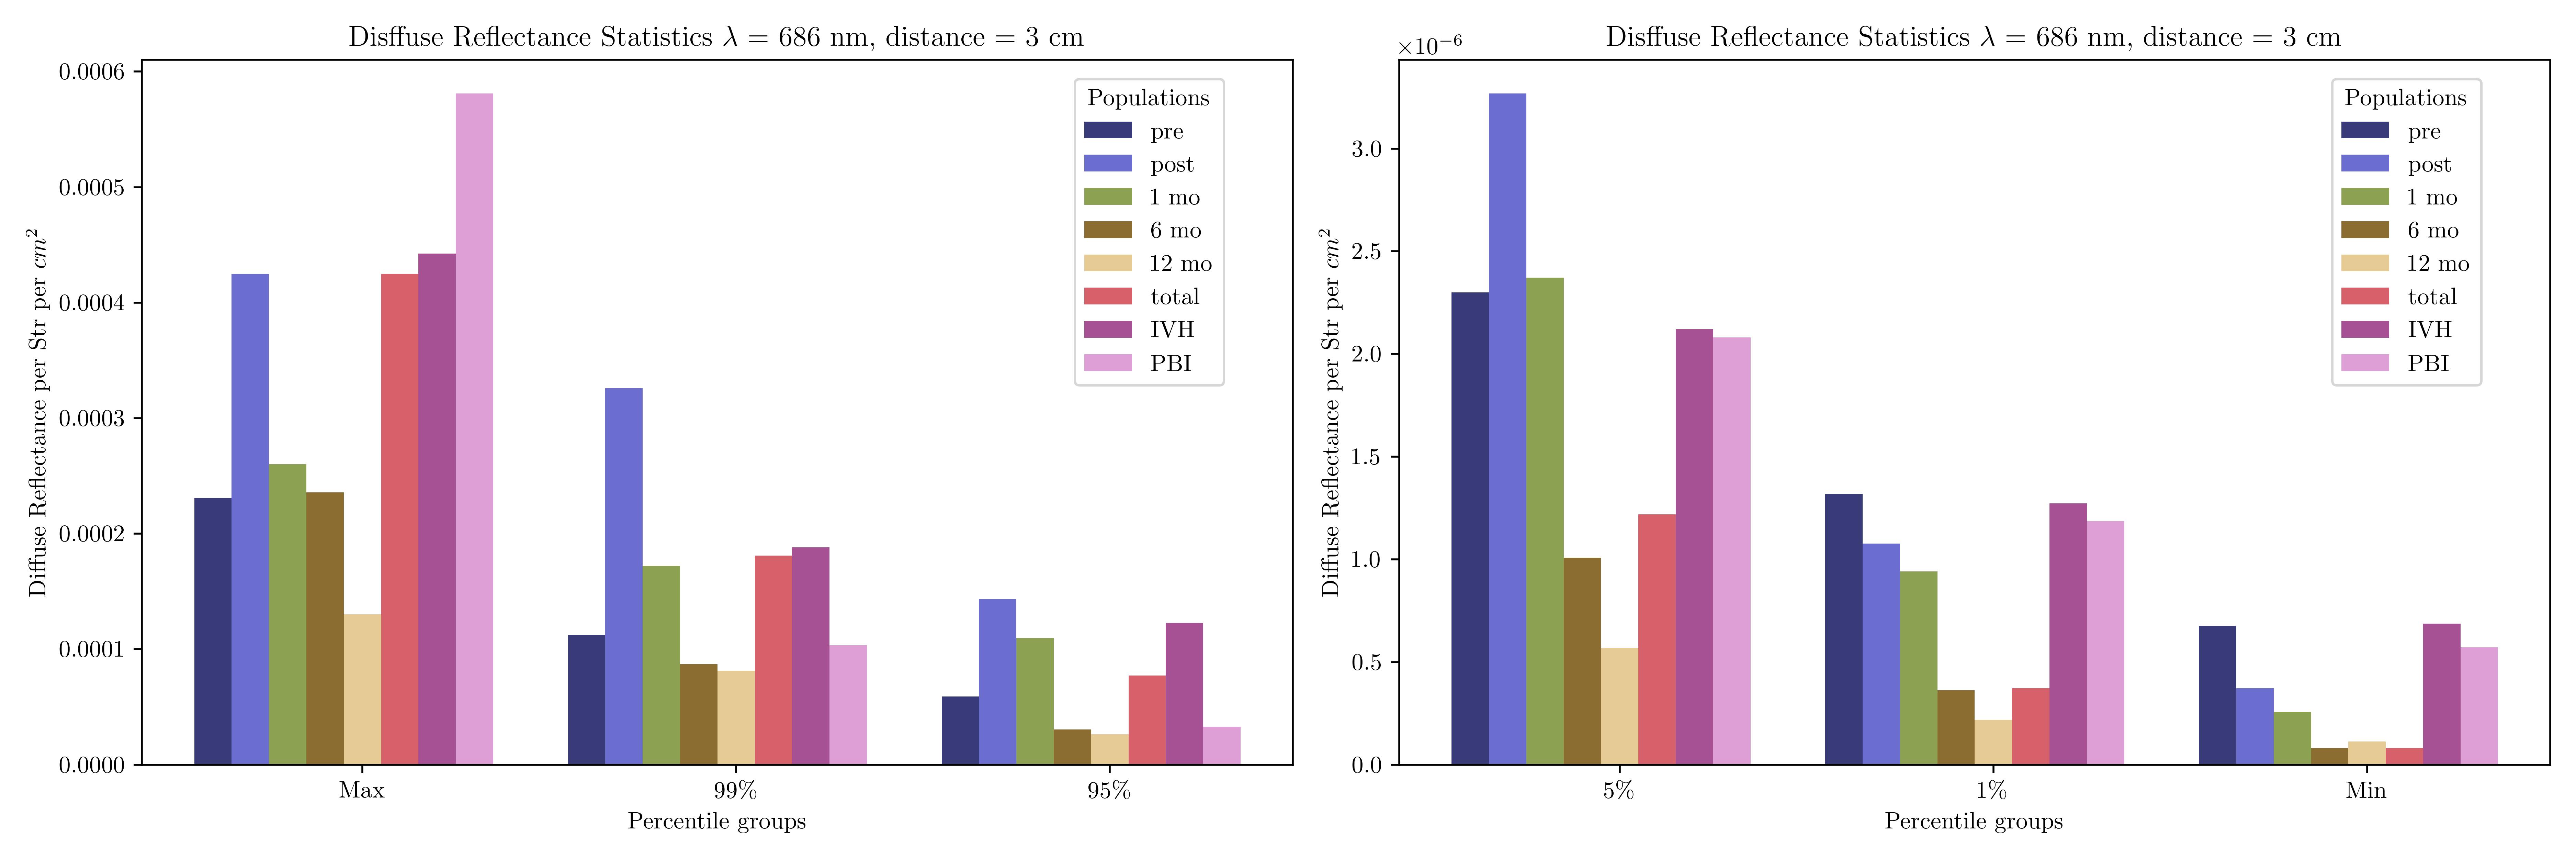 Disffuse Reflectance Statistics λ = 686 nm, distance = 3 cm
Diffuse Reflectance per Str per cm²
0.0006
0.0005
0.0004
0.0003
0.0002
0.0001
0.0000
Max
99%
95%
Percentile groups
Populations
pre
post
1 mo
6 mo
12 mo
total
IVH
PBI
Disffuse Reflectance Statistics λ = 686 nm, distance = 3 cm
×10⁻⁶
Diffuse Reflectance per Str per cm²
3.0
2.5
2.0
1.5
1.0
0.5
0.0
5%
1%
Min
Percentile groups
Populations
pre
post
1 mo
6 mo
12 mo
total
IVH
PBI